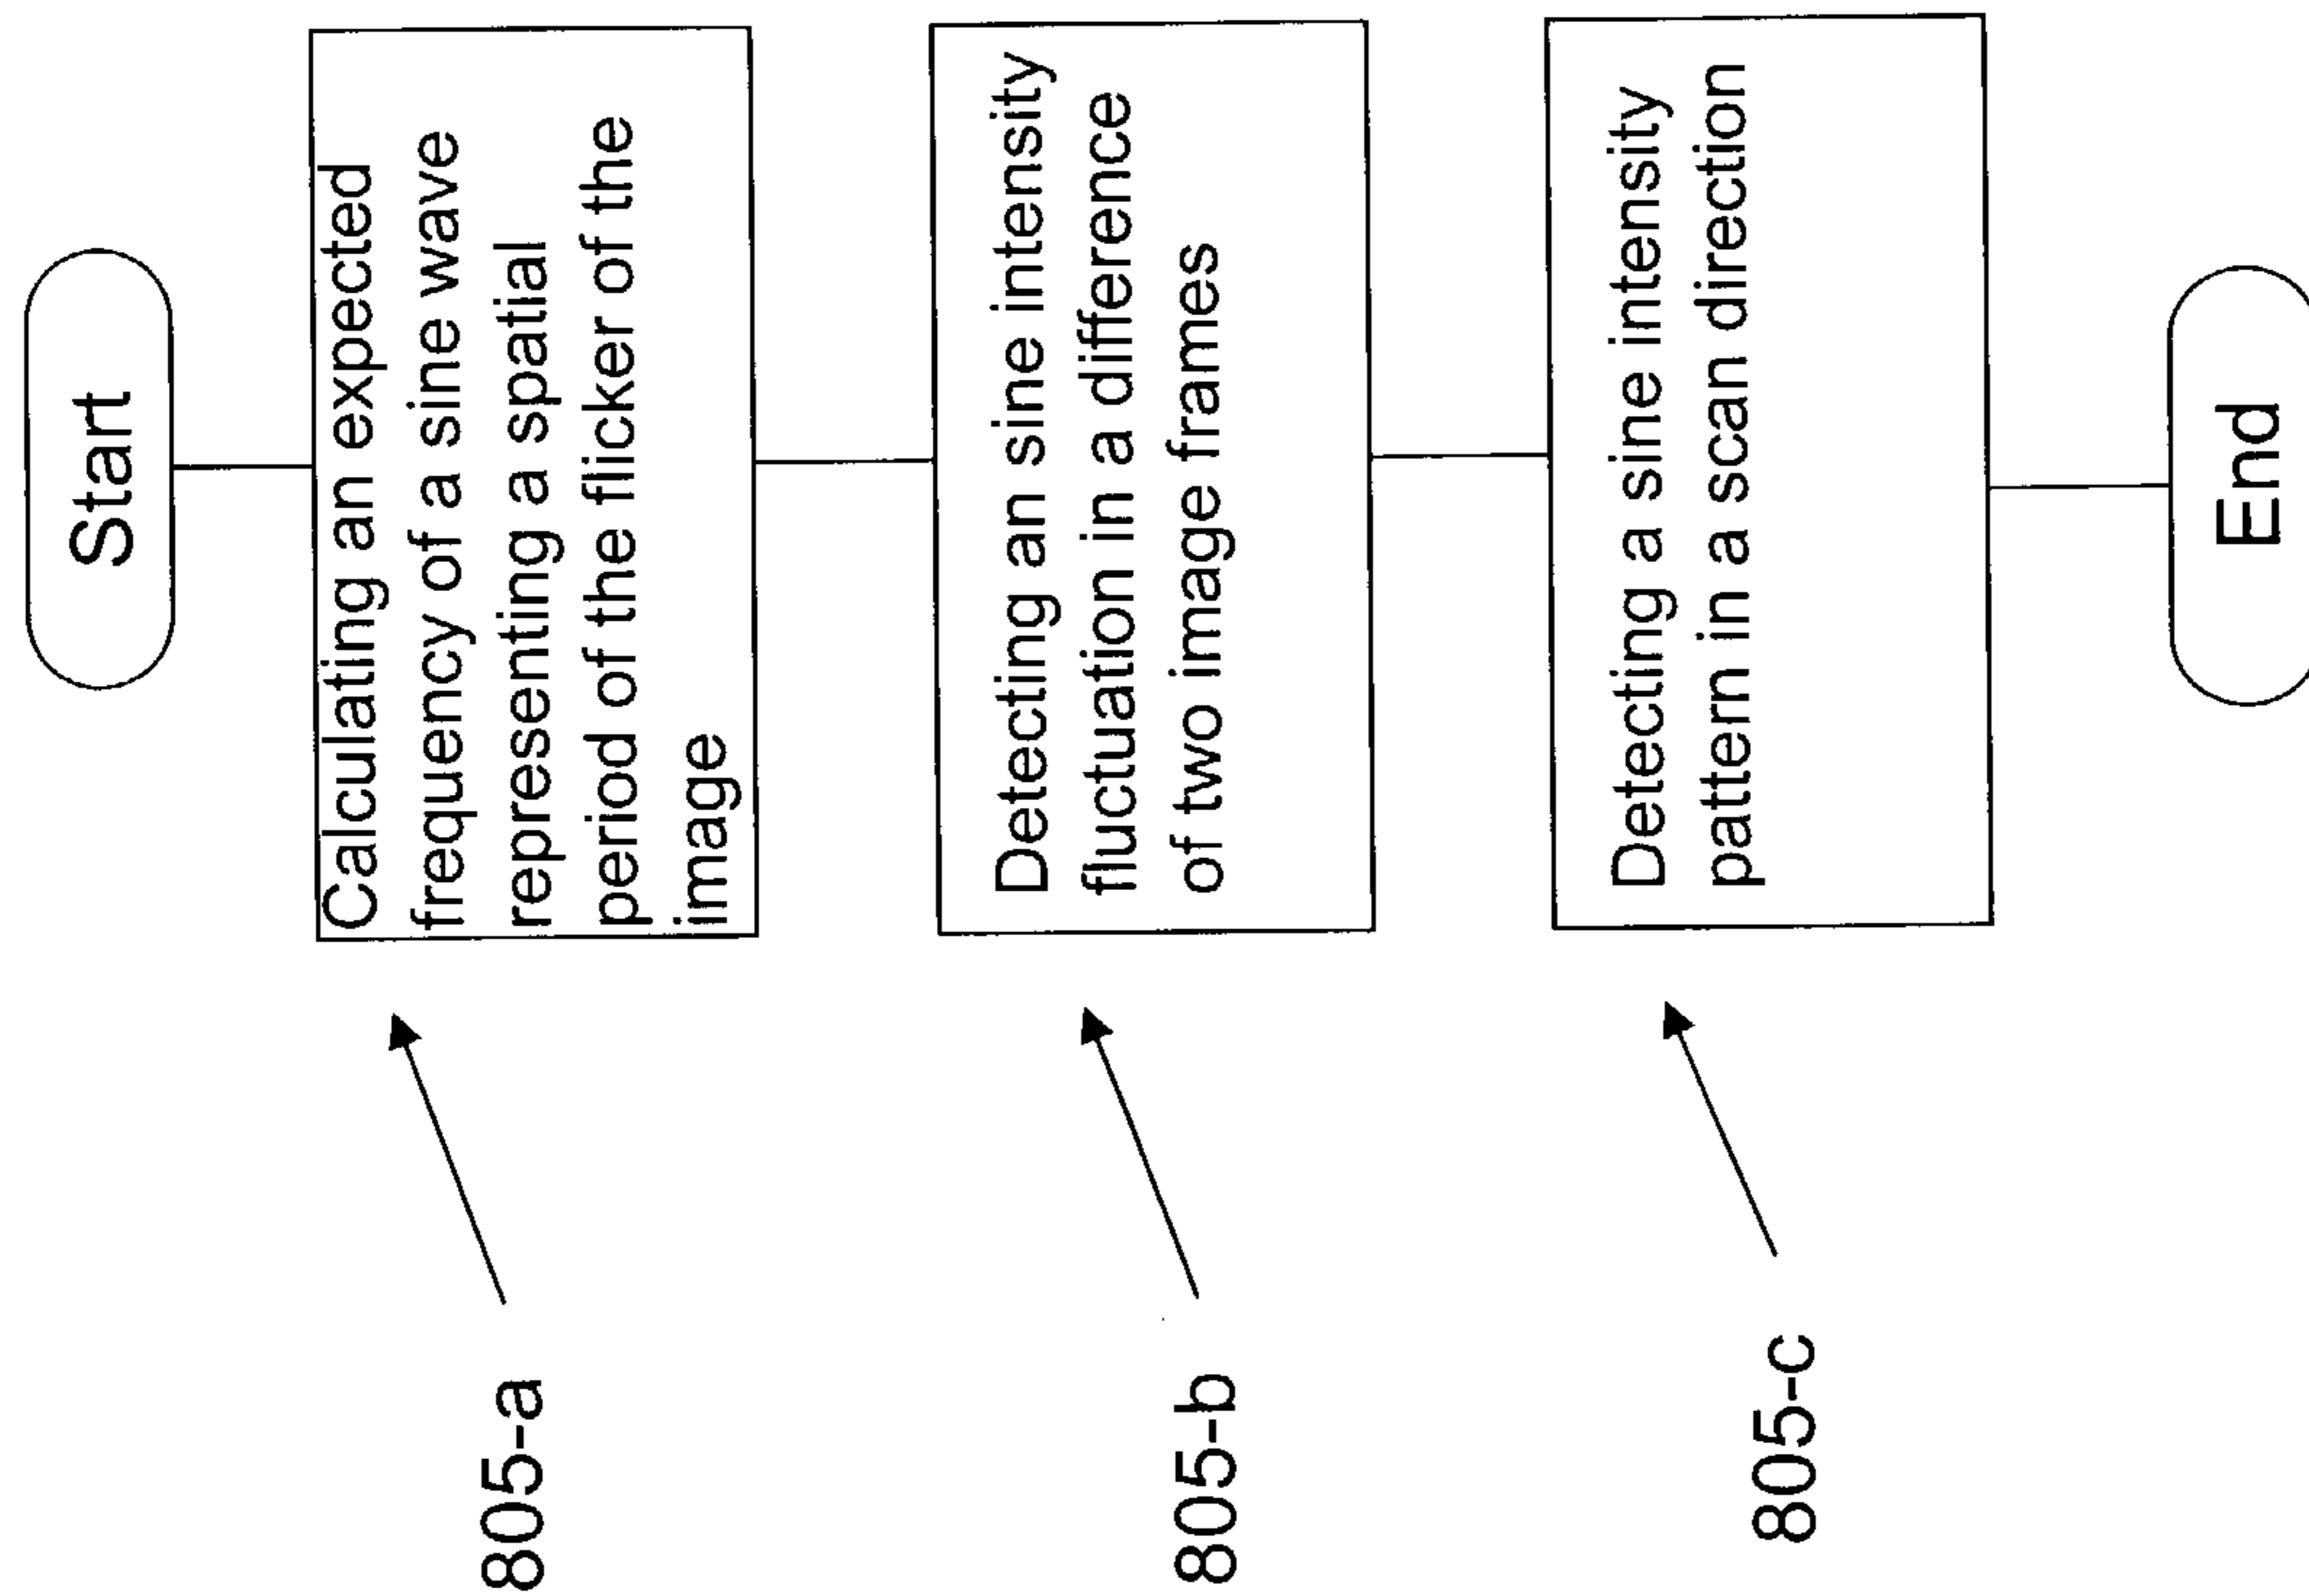 Start
Calculating an expected
frequency of a sine wave
representing a spatial
period of the flicker of the
image
805-a
Detecting an sine intensity
fluctuation in a difference
of two image frames
805-b
Detecting a sine intensity
pattern in a scan direction
805-c
End